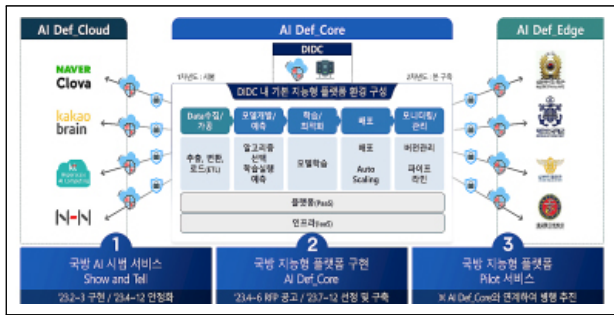 AI Def_Cloud
AI Def_Core
AI Def_Edge
NAVER
Clova
kakao
brain
N-N
DIDC
1차년도 : 시범
2차년도 : 본 구축
DIDC 내 기본 지능형 플랫폼 환경 구성
Data수집/
가공
모델개발/
예측
학습/
최적화
배포
모니터링/
관리
추출, 변환,
로드(ETL)
알고리즘
선택
학습실행
예측
모델학습
배포
Auto
Scaling
버전관리
파이프
라인
플랫폼(PaaS)
인프라(IaaS)
1
국방 AI 시범 서비스
Show and Tell
'23.2~3 구현 / '23.4~12 안정화
2
국방 지능형 플랫폼 구현
AI Def_Core
'23.4~6 RFP 공고 / '23.7~12 선정 및 구축
3
국방 지능형 플랫폼
Pilot 서비스
※ AI Def_Core와 연계하여 병행 추진